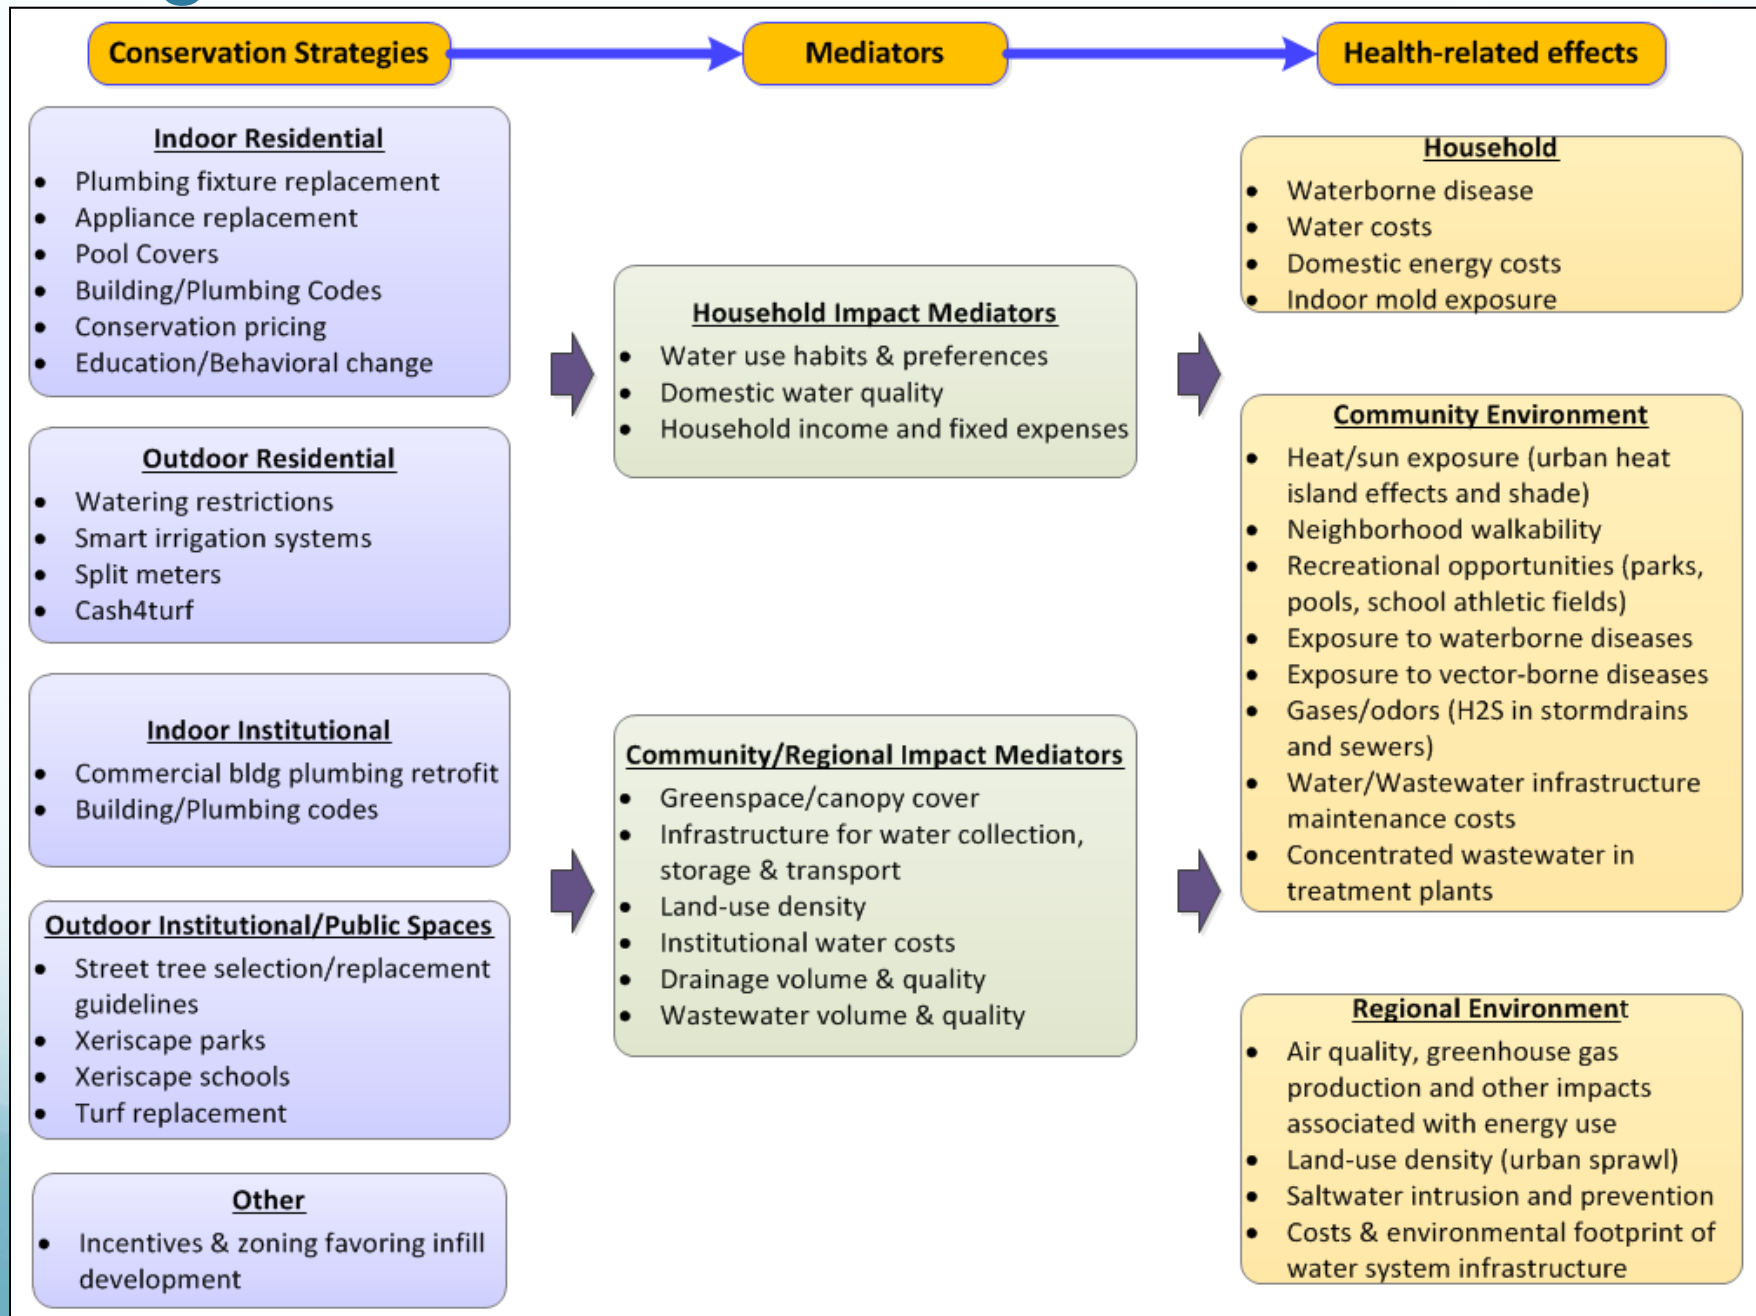 Conservation Strategies
Mediators
Health-related effects
Indoor Residential
• Plumbing fixture replacement
• Appliance replacement
• Pool Covers
• Building/Plumbing Codes
• Conservation pricing
• Education/Behavioral change
Outdoor Residential
• Watering restrictions
• Smart irrigation systems
• Split meters
• Cash4turf
Indoor Institutional
• Commercial bldg plumbing retrofit
• Building/Plumbing codes
Outdoor Institutional/Public Spaces
• Street tree selection/replacement
guidelines
• Xeriscape parks
• Xeriscape schools
• Turf replacement
Other
• Incentives & zoning favoring infill
development
Household Impact Mediators
• Water use habits & preferences
• Domestic water quality
• Household income and fixed expenses
Community/Regional Impact Mediators
• Greenspace/canopy cover
• Infrastructure for water collection,
storage & transport
• Land-use density
• Institutional water costs
• Drainage volume & quality
• Wastewater volume & quality
Household
• Waterborne disease
• Water costs
• Domestic energy costs
• Indoor mold exposure
Community Environment
• Heat/sun exposure (urban heat
island effects and shade)
• Neighborhood walkability
• Recreational opportunities (parks,
pools, school athletic fields)
• Exposure to waterborne diseases
• Exposure to vector-borne diseases
• Gases/odors (H2S in stormdrains
and sewers)
• Water/Wastewater infrastructure
maintenance costs
• Concentrated wastewater in
treatment plants
Regional Environment
• Air quality, greenhouse gas
production and other impacts
associated with energy use
• Land-use density (urban sprawl)
• Saltwater intrusion and prevention
• Costs & environmental footprint of
water system infrastructure